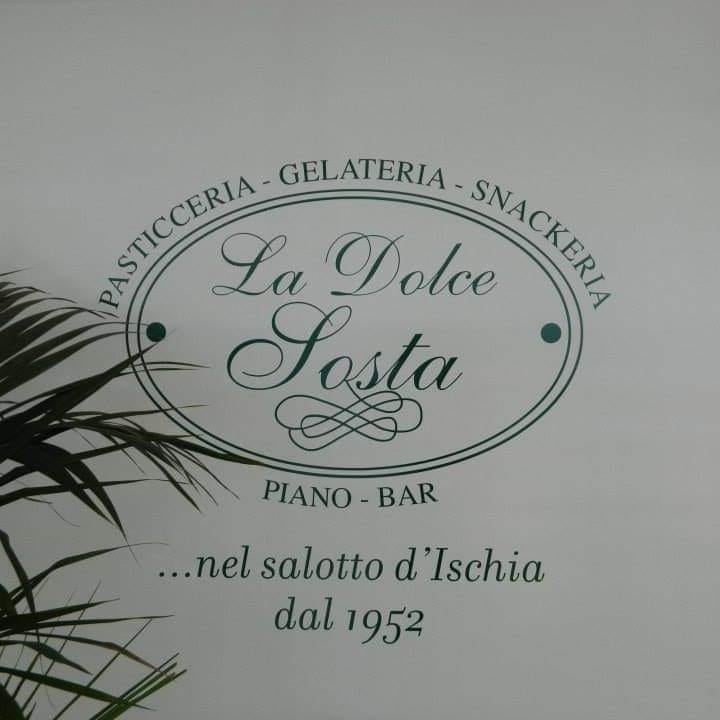 PASTICCERIA - GELATERIA - SNACKERIA
La Dolce
Sosta
PIANO - BAR
...nel salotto d'Ischia
dal 1952